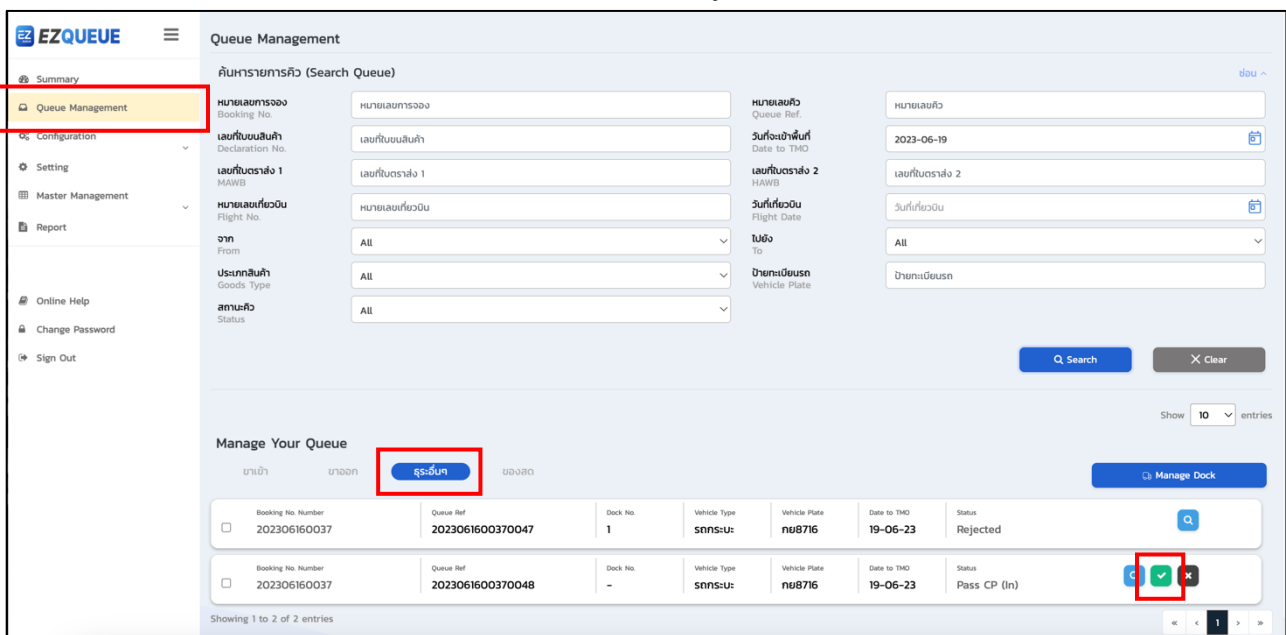 EZ EZQUEUE
Summary
Queue Management
Configuration
Setting
Master Management
Report
Online Help
Change Password
Sign Out
Queue Management
ค้นหารายการคิว (Search Queue)
ซ่อน
หมายเลขการจอง
Booking No.
หมายเลขการจอง
หมายเลขคิว
Queue Ref.
หมายเลขคิว
เลขที่ใบขนสินค้า
Declaration No.
เลขที่ใบขนสินค้า
วันที่จะเข้าพื้นที่
Date to TMO
2023-06-19
เลขที่ใบตราส่ง 1
MAWB
เลขที่ใบตราส่ง 1
เลขที่ใบตราส่ง 2
HAWB
เลขที่ใบตราส่ง 2
หมายเลขเที่ยวบิน
Flight No.
หมายเลขเที่ยวบิน
วันที่เที่ยวบิน
Flight Date
วันที่เที่ยวบิน
จาก
From
All
ไปยัง
To
All
ประเภทสินค้า
Goods Type
All
ป้ายทะเบียนรถ
Vehicle Plate
ป้ายทะเบียนรถ
สถานะคิว
Status
All
Search
Clear
Show 10 entries
Manage Your Queue
ขาเข้า ขาออก ธุระอื่นๆ ของสด
Manage Dock
Booking No. Number Queue Ref Dock No. Vehicle Type Vehicle Plate Date to TMO Status
202306160037 2023061600370047 1 รถกระบะ กย8716 19-06-23 Rejected
Booking No. Number Queue Ref Dock No. Vehicle Type Vehicle Plate Date to TMO Status
202306160037 2023061600370048 - รถกระบะ กย8716 19-06-23 Pass CP (In)
Showing 1 to 2 of 2 entries
« ‹ 1 › »